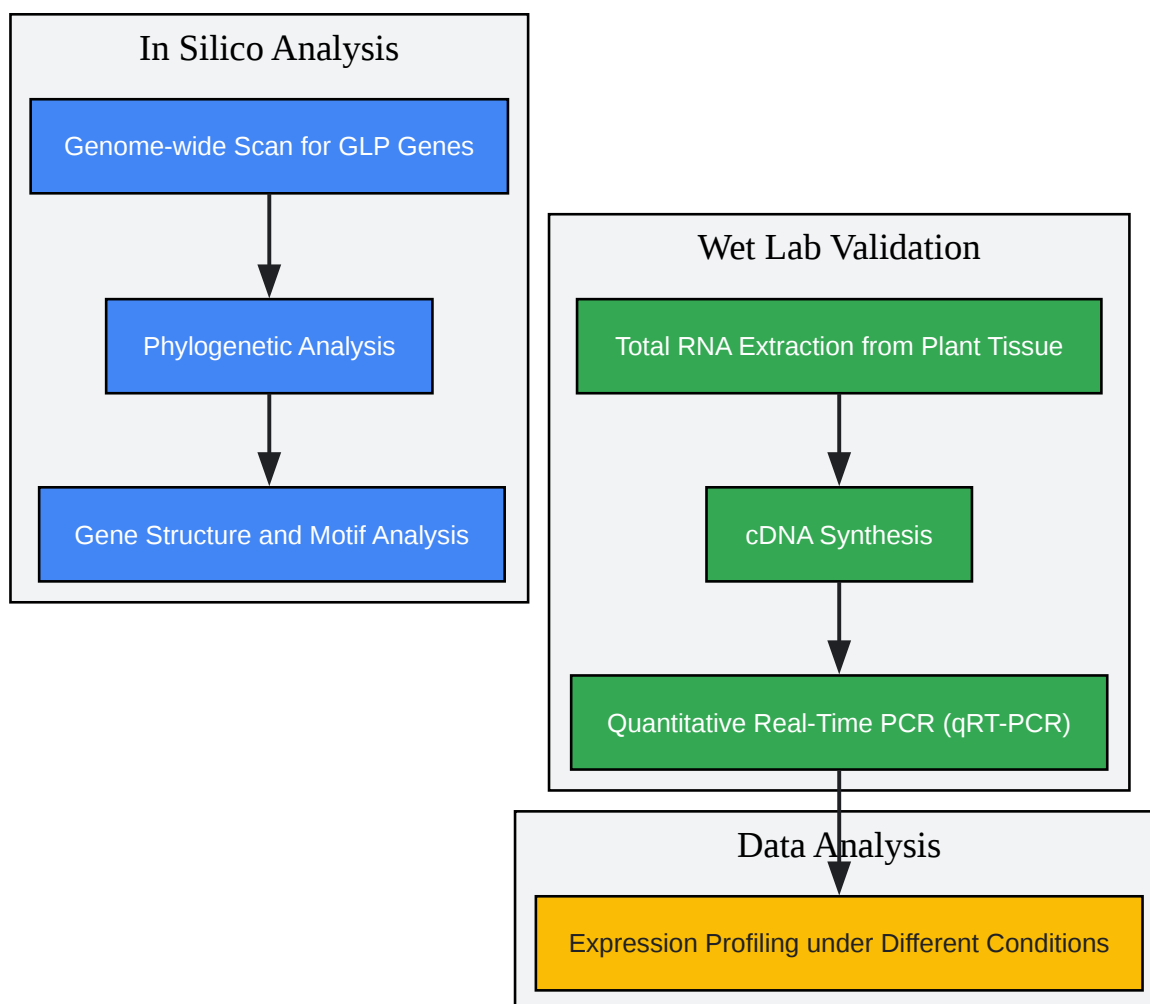 In Silico Analysis
Genome-wide Scan for GLP Genes
Phylogenetic Analysis
Gene Structure and Motif Analysis
Wet Lab Validation
Total RNA Extraction from Plant Tissue
cDNA Synthesis
Quantitative Real-Time PCR (qRT-PCR)
Data Analysis
Expression Profiling under Different Conditions